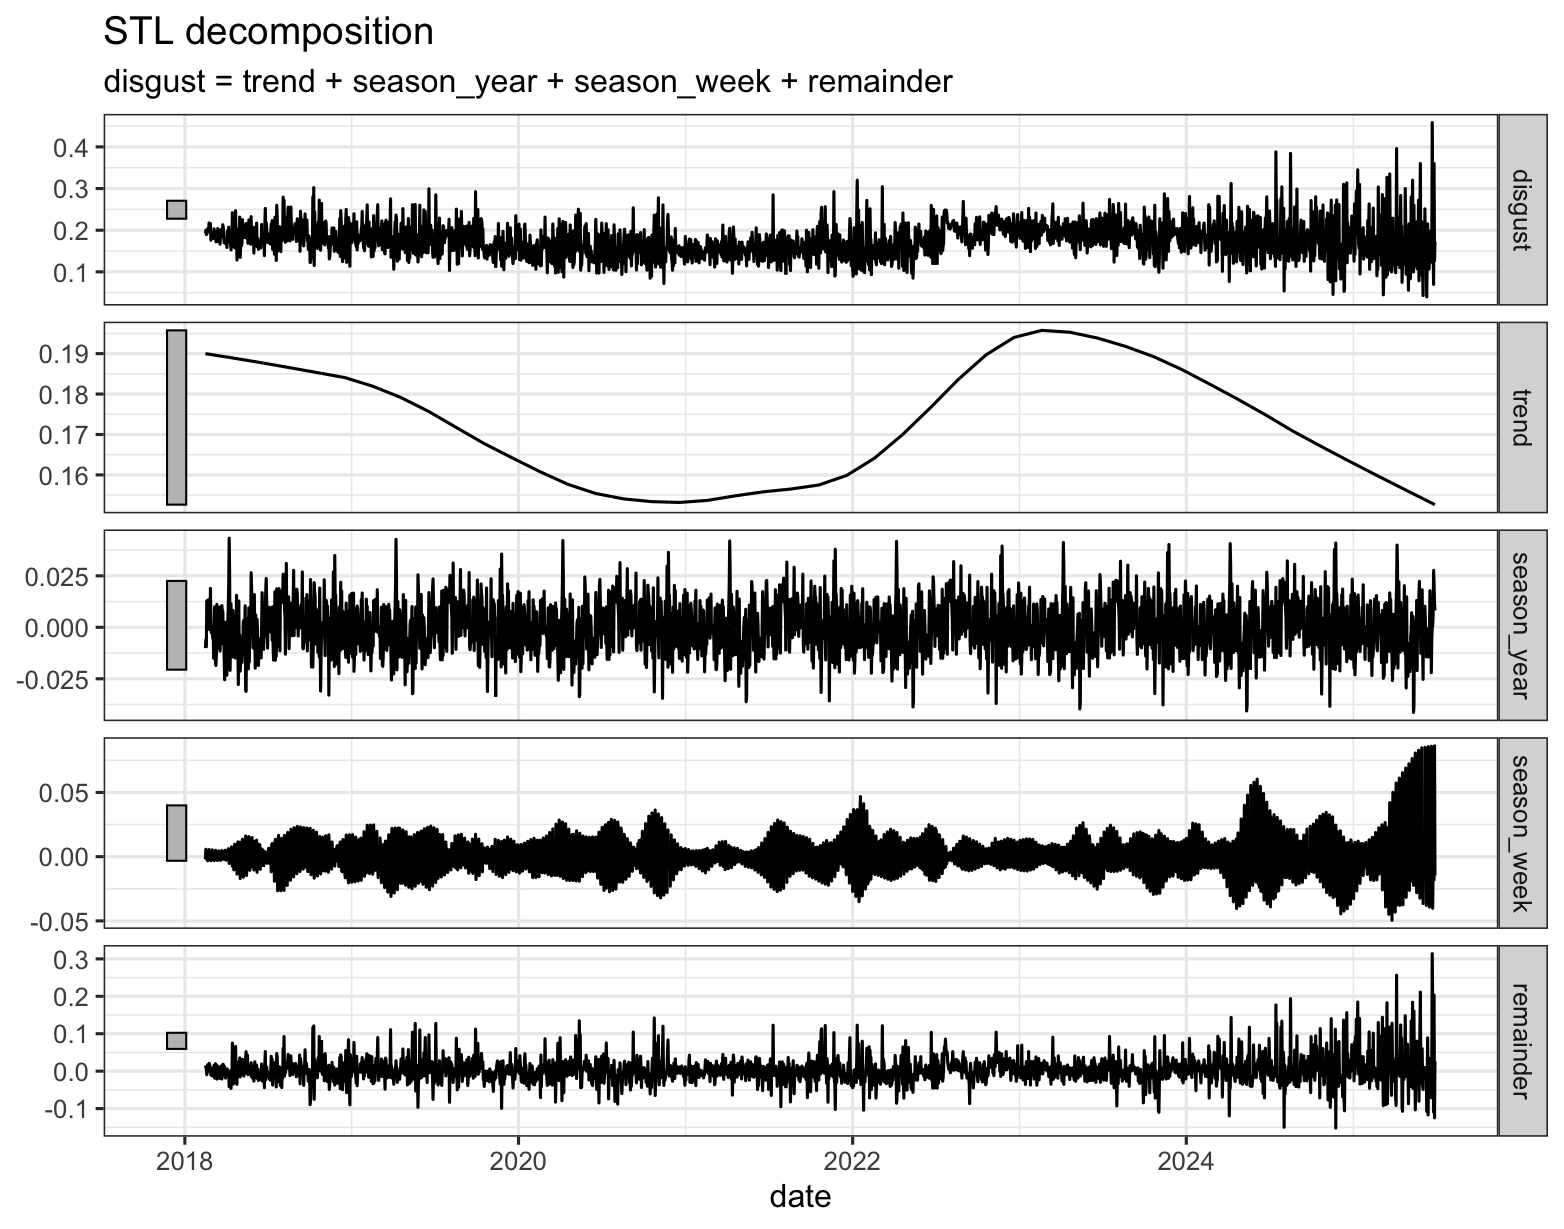 STL decomposition
disgust = trend + season_year + season_week + remainder
0.4
0.3
0.2
0.1
disgust
0.19
0.18
0.17
0.16
trend
0.025
0.000
-0.025
season_year
0.05
0.00
-0.05
season_week
0.3
0.2
0.1
0.0
-0.1
remainder
2018 2020 2022 2024
date